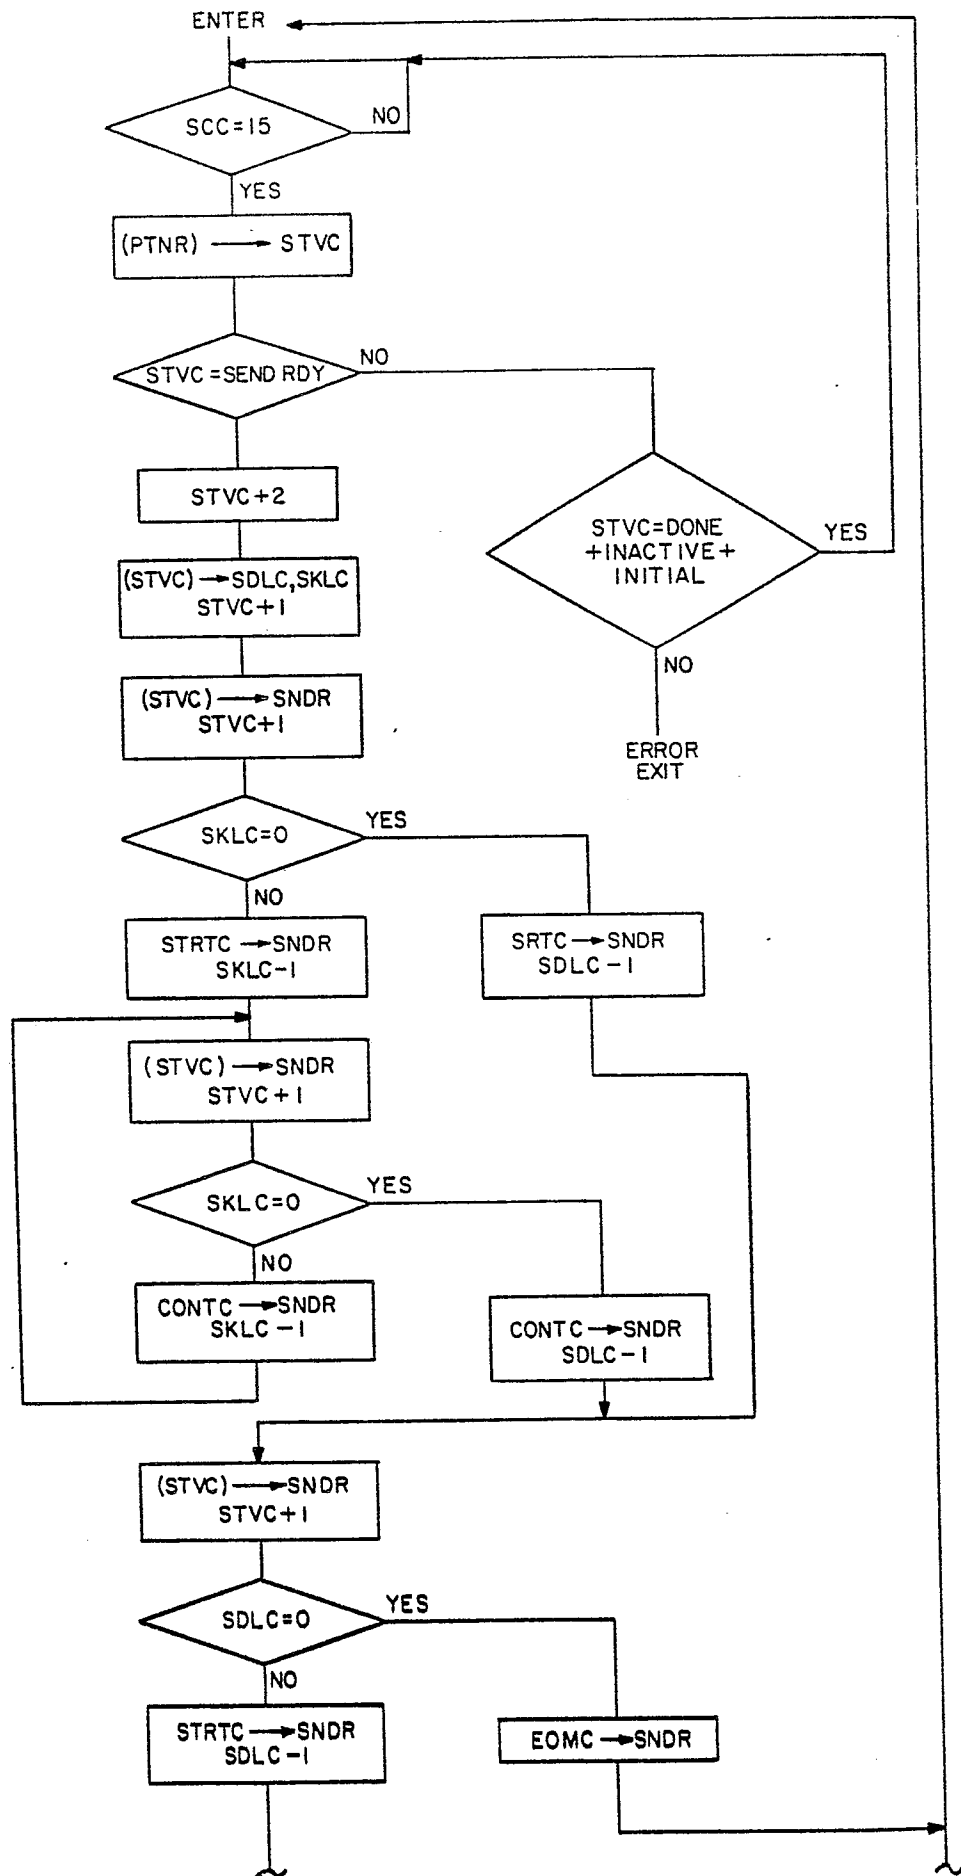 ENTER
SCC=15
NO
YES
(PTNR) → STVC
STVC=SEND RDY
NO
STVC+2
STVC=DONE
+INACTIVE+
INITIAL
YES
(STVC)→SDLC,SKLC
STVC+1
NO
(STVC)→SNDR
STVC+1
ERROR
EXIT
SKLC=0
YES
NO
STRTC→SNDR
SKLC-1
SRTC→SNDR
SDLC-1
(STVC)→SNDR
STVC+1
SKLC=0
YES
NO
CONTC→SNDR
SKLC-1
CONTC→SNDR
SDLC-1
(STVC)→SNDR
STVC+1
SDLC=0
YES
NO
STRTC→SNDR
SDLC-1
EOMC→SNDR